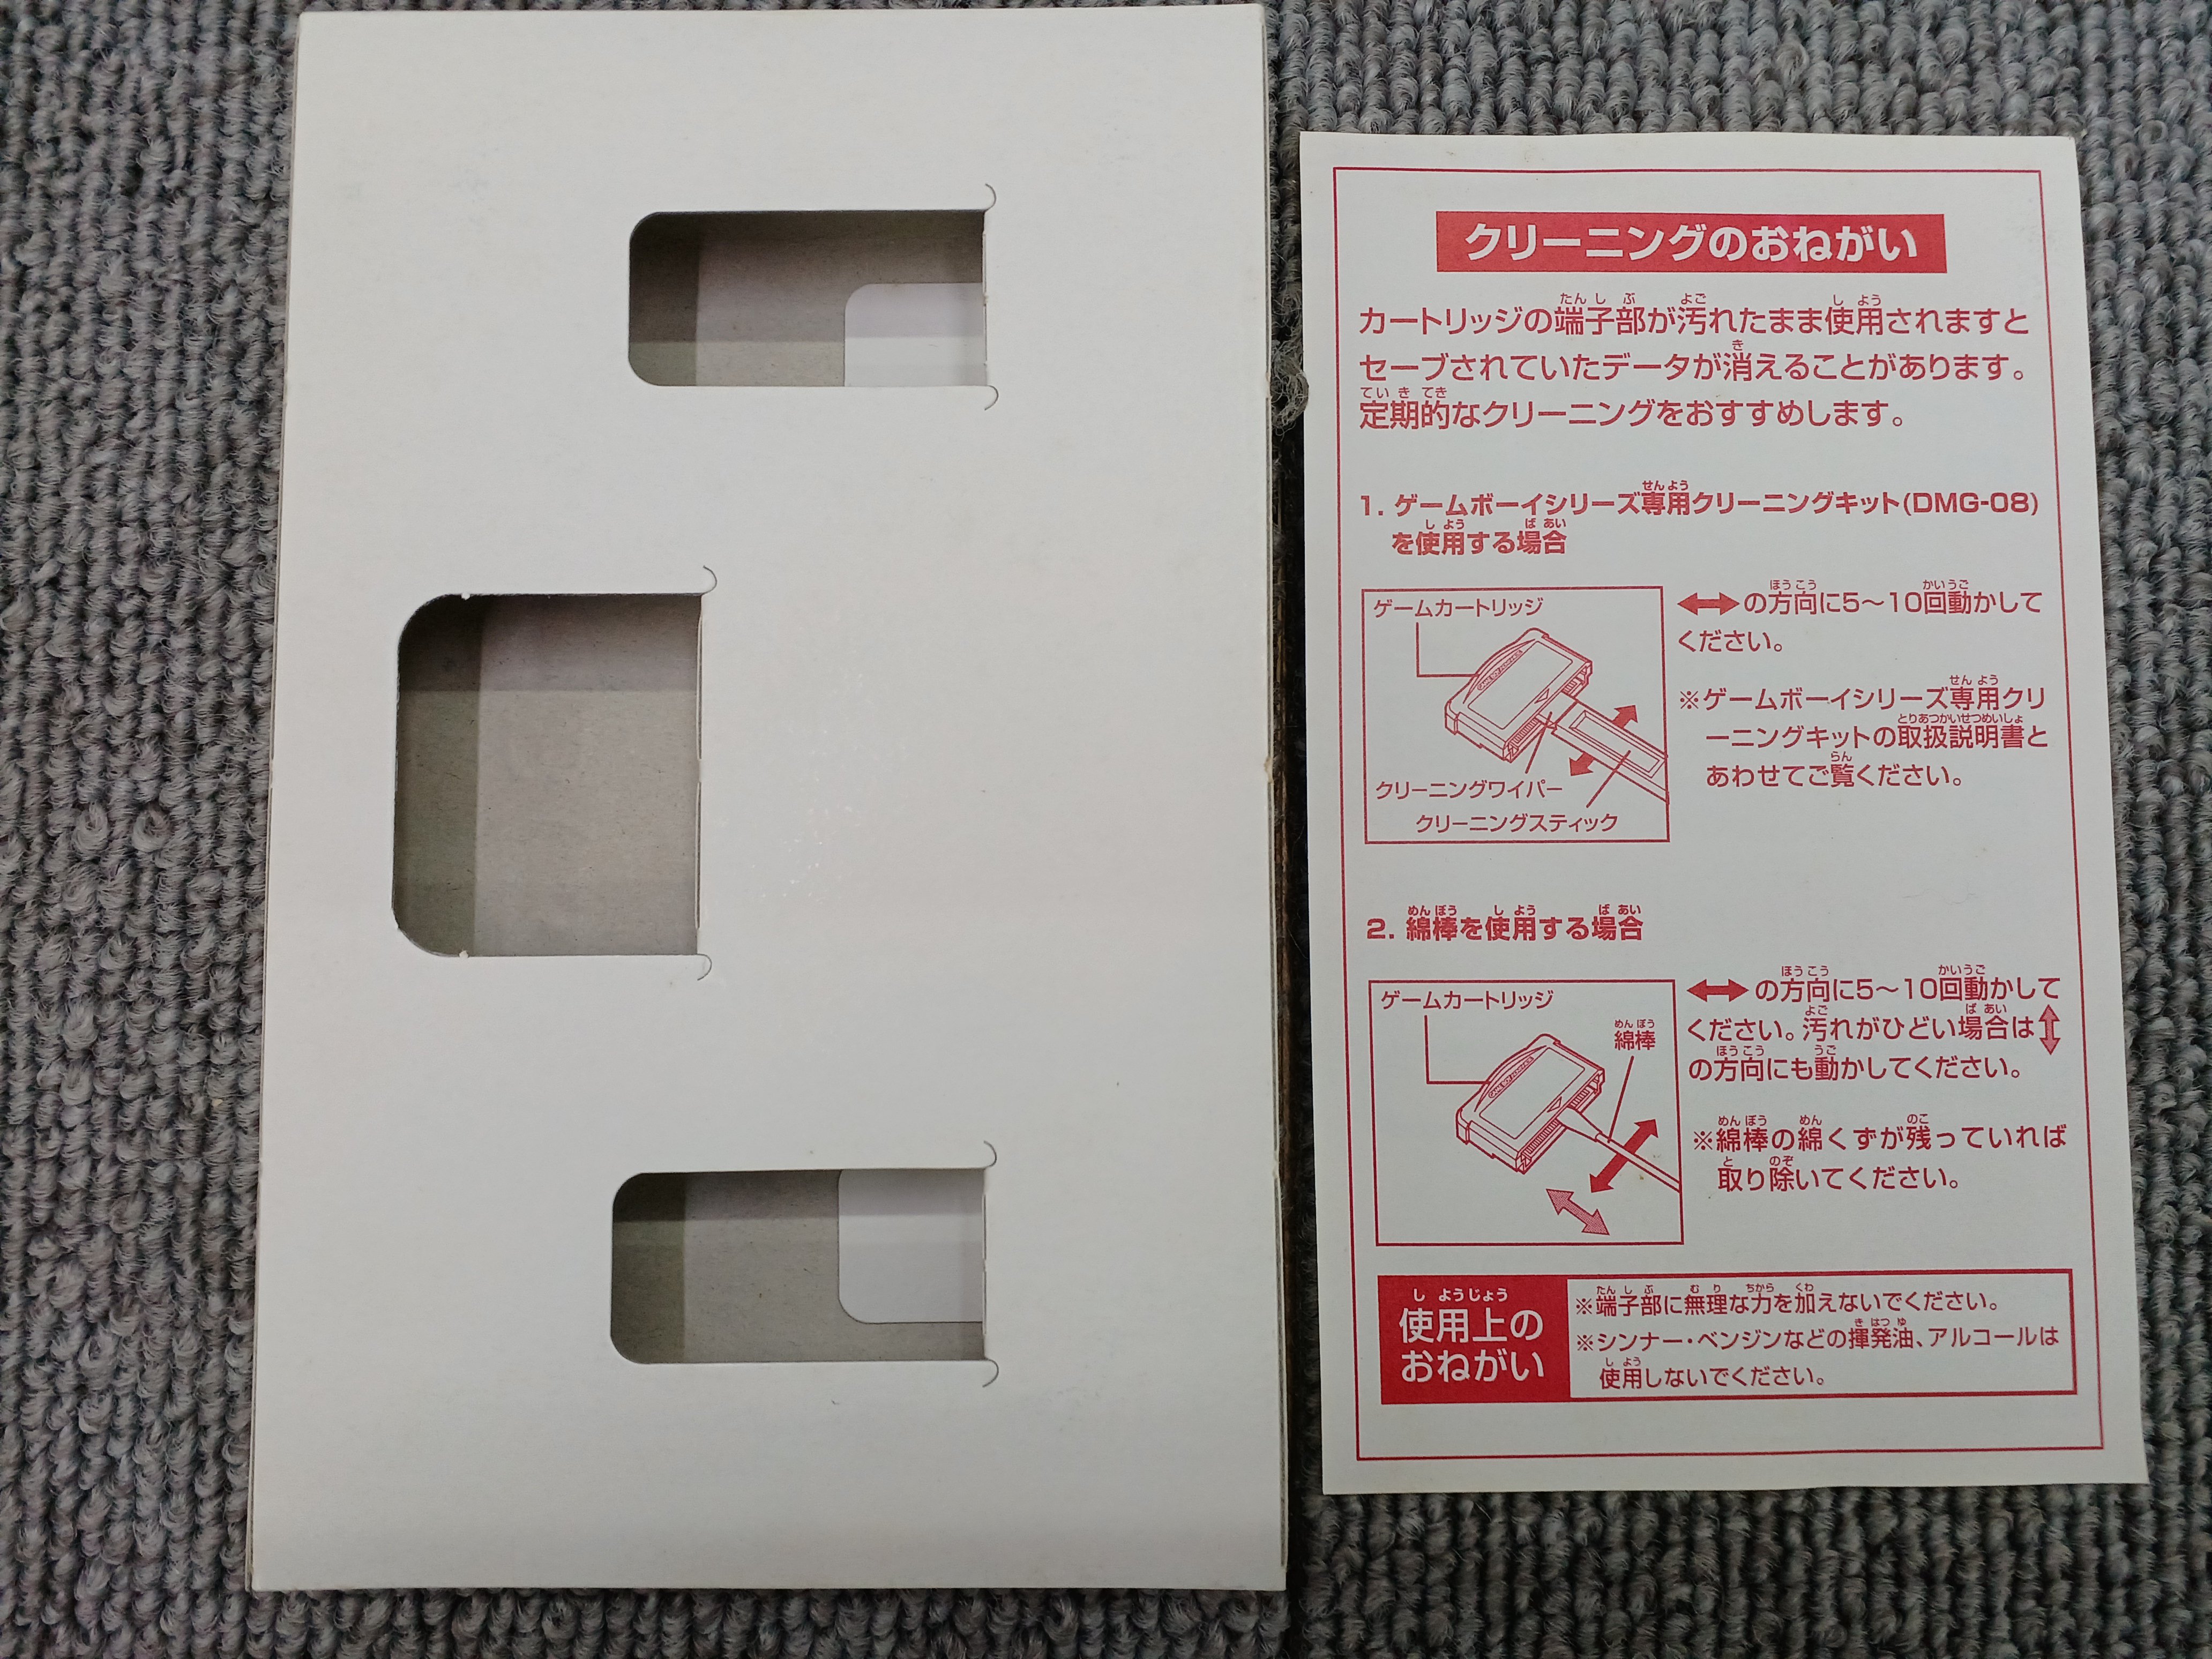 クリーニングのおねがい
カートリッジの端子部が汚れたまま使用されますと
セーブされていたデータが消えることがあります。
定期的なクリーニングをおすすめします。
1. ゲームボーイシリーズ専用クリーニングキット(DMG-08)
を使用する場合
ゲームカートリッジ
クリーニングワイパー
クリーニングスティック
の方向に5〜10回動かして
ください。
※ゲームボーイシリーズ専用クリ
ーニングキットの取扱説明書と
あわせてご覧ください。
2. 綿棒を使用する場合
ゲームカートリッジ
綿棒
の方向に5〜10回動かして
ください。汚れがひどい場合は
の方向にも動かしてください。
※綿棒の綿くずが残っていれば
取り除いてください。
使用上の
おねがい
※端子部に無理な力を加えないでください。
※シンナー・ベンジンなどの揮発油、アルコールは
使用しないでください。